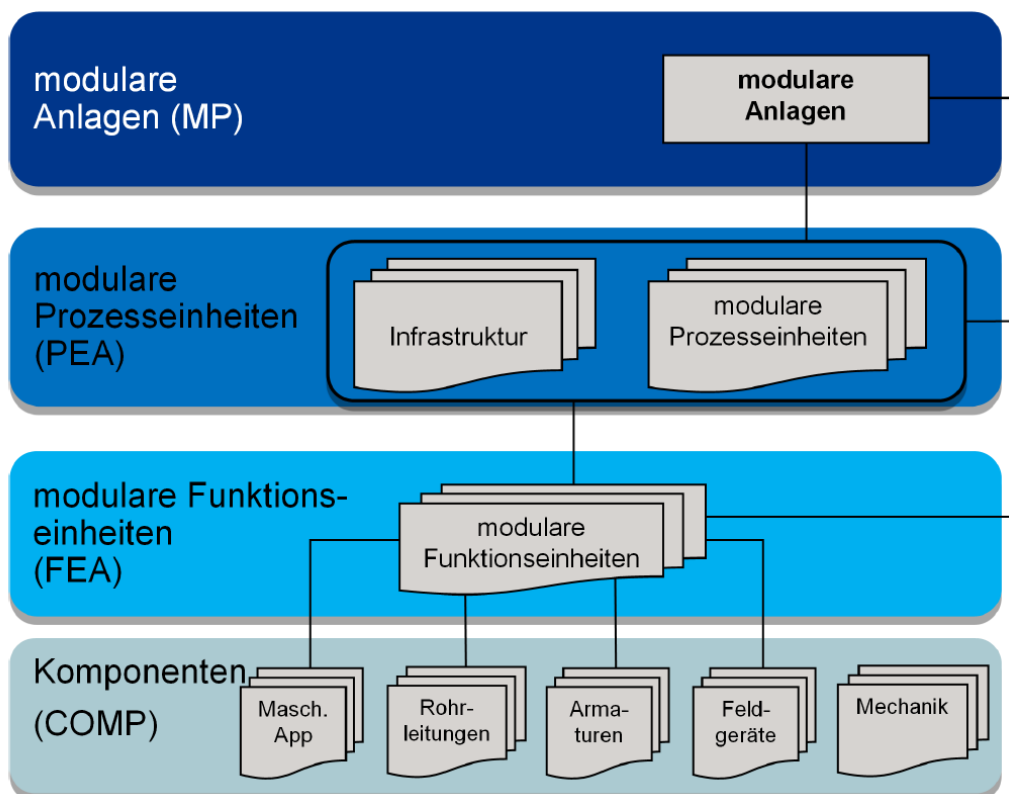 modulare
Anlagen (MP)
modulare
Anlagen
modulare
Prozesseinheiten
(PEA)
Infrastruktur
modulare
Prozesseinheiten
modulare Funktions-
einheiten
(FEA)
modulare
Funktionseinheiten
Komponenten
(COMP)
Masch.
App
Rohr-
leitungen
Arma-
turen
Feld-
geräte
Mechanik